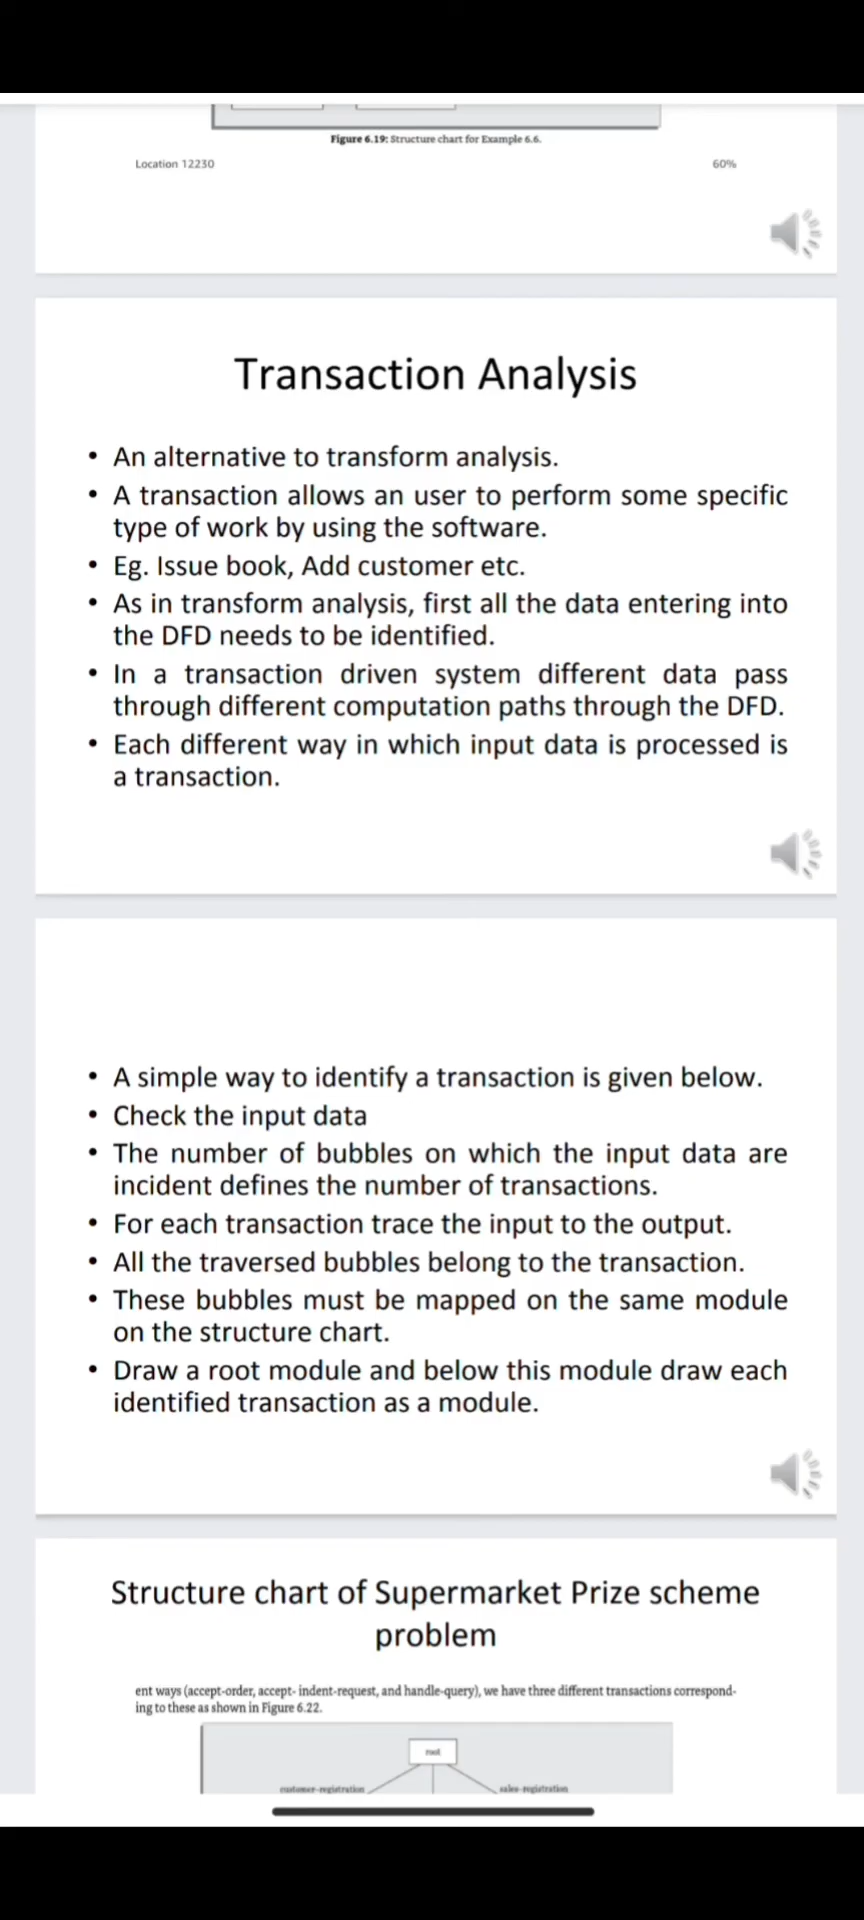 Figure 6.19: Structure chart for Example 6.6.
Location 12230
60%
Transaction Analysis
• An alternative to transform analysis.
• A transaction allows an user to perform some specific
type of work by using the software.
• Eg. Issue book, Add customer etc.
• As in transform analysis, first all the data entering into
the DFD needs to be identified.
• In a transaction driven system different data pass
through different computation paths through the DFD.
• Each different way in which input data is processed is
a transaction.
• A simple way to identify a transaction is given below.
• Check the input data
• The number of bubbles on which the input data are
incident defines the number of transactions.
• For each transaction trace the input to the output.
• All the traversed bubbles belong to the transaction.
• These bubbles must be mapped on the same module
on the structure chart.
• Draw a root module and below this module draw each
identified transaction as a module.
Structure chart of Supermarket Prize scheme
problem
ent ways (accept-order, accept- indent-request, and handle-query), we have three different transactions correspond-
ing to these as shown in Figure 6.22.
root
customer-registration
sales-registration